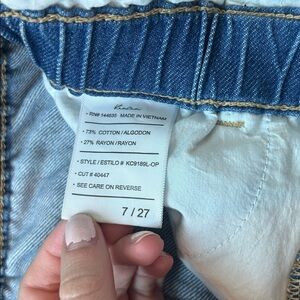 • RN# 144635 MADE IN VIETNAM
• 73% COTTON / ALGODON
• 27% RAYON / RAYON
• STYLE / ESTILO # KC9189L-OP
• CUT # 40447
• SEE CARE ON REVERSE
7 / 27